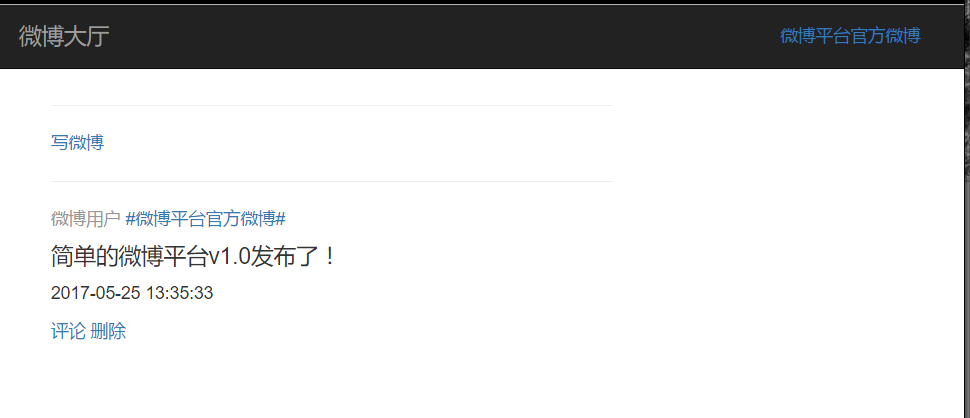 微博大厅 微博平台官方微博
写微博
微博用户 #微博平台官方微博#
简单的微博平台v1.0发布了！
2017-05-25 13:35:33
评论 删除